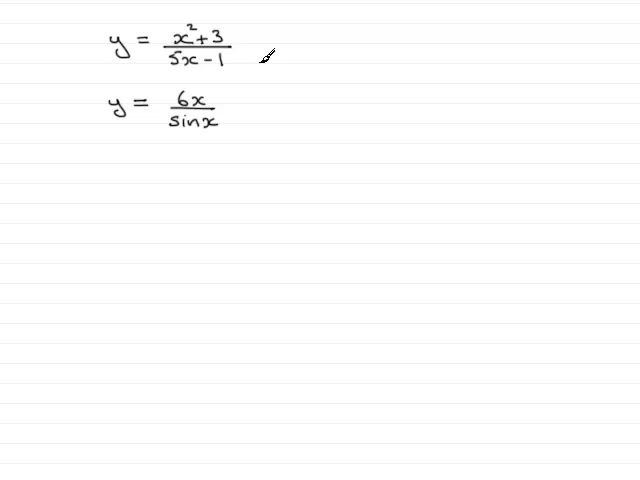 y = x² + 3 / 5x - 1
y = 6x / sinx